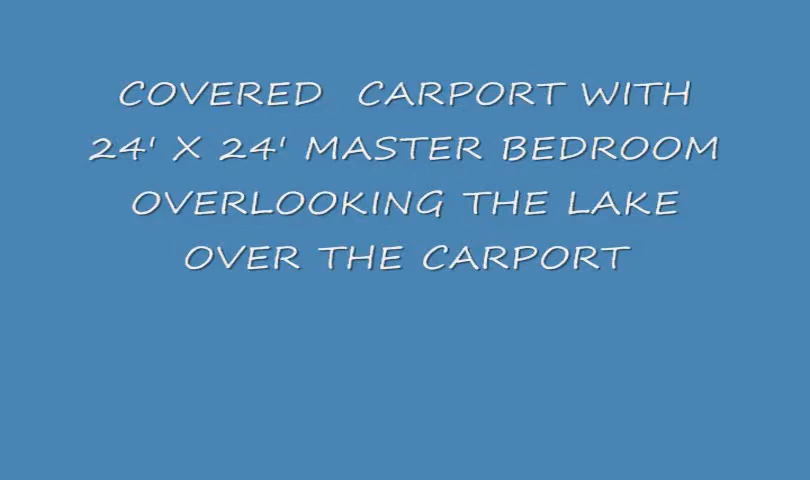 COVERED CARPORT WITH
24' X 24' MASTER BEDROOM
OVERLOOKING THE LAKE
OVER THE CARPORT